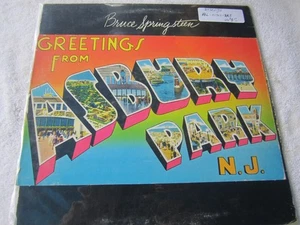 Bruce Springsteen
GREETINGS
FROM
ASBURY
PARK
N.J.